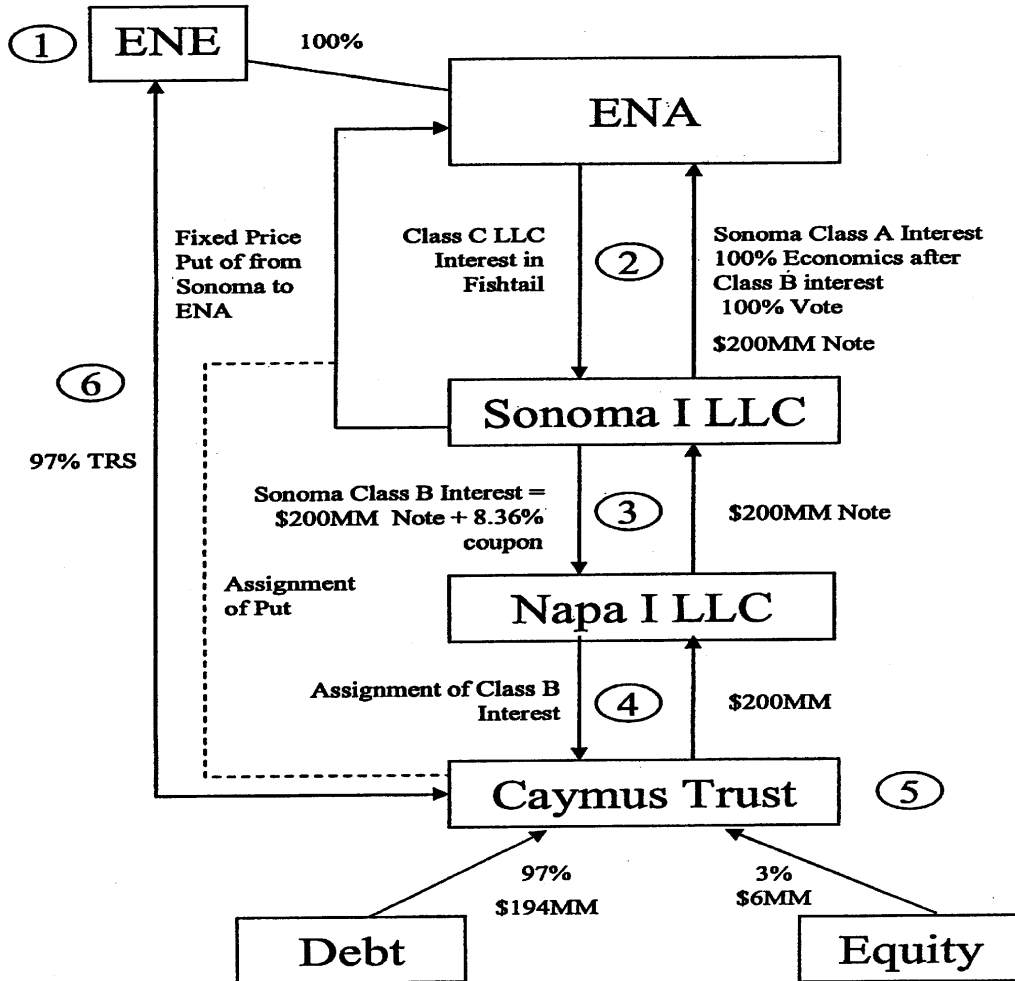 1
ENE
100%
ENA
Fixed Price
Put of from
Sonoma to
ENA
Class C LLC
Interest in
Fishtail
2
Sonoma Class A Interest
100% Economics after
Class B interest
100% Vote
$200MM Note
6
97% TRS
Sonoma I LLC
Sonoma Class B Interest =
$200MM Note + 8.36%
coupon
3
$200MM Note
Assignment
of Put
Napa I LLC
Assignment of Class B
Interest
4
$200MM
Caymus Trust
5
97%
$194MM
3%
$6MM
Debt
Equity